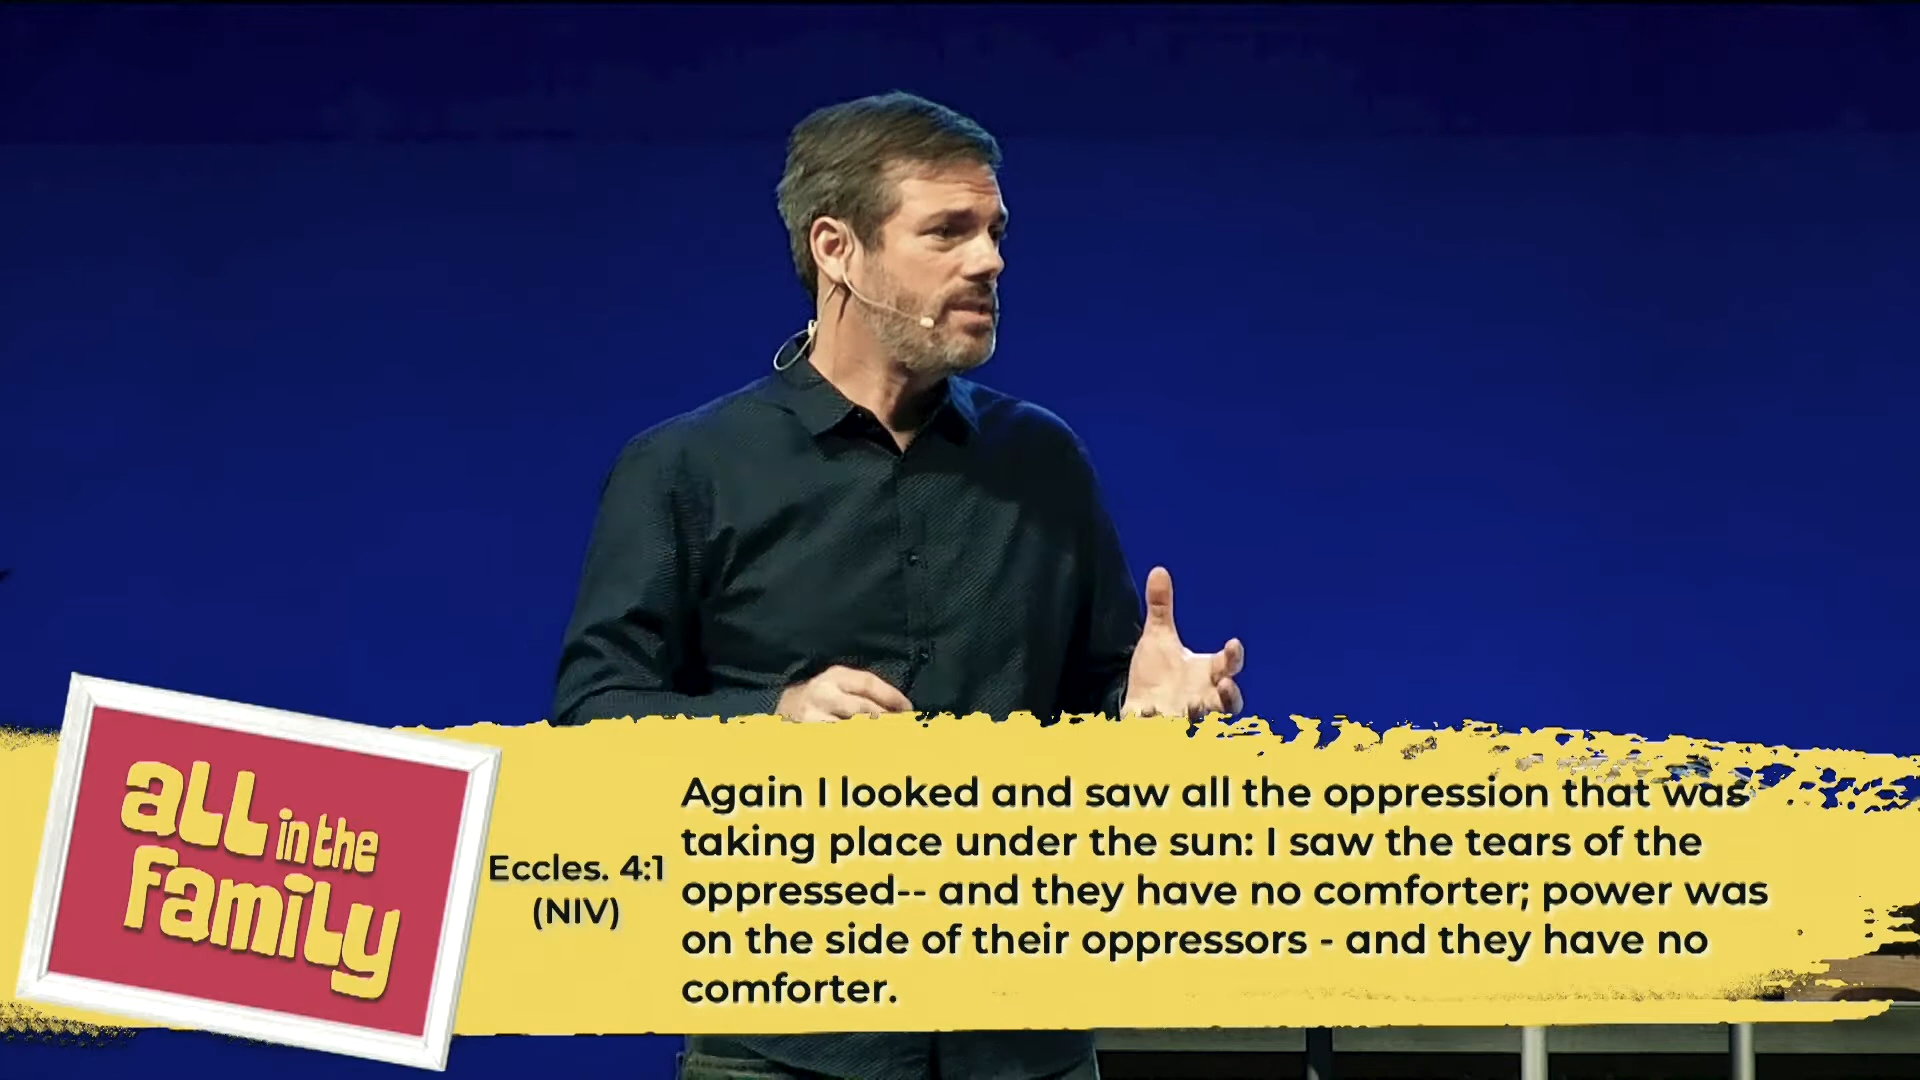 all in the
family
Eccles. 4:1
(NIV)
Again I looked and saw all the oppression that was
taking place under the sun: I saw the tears of the
oppressed-- and they have no comforter; power was
on the side of their oppressors - and they have no
comforter.